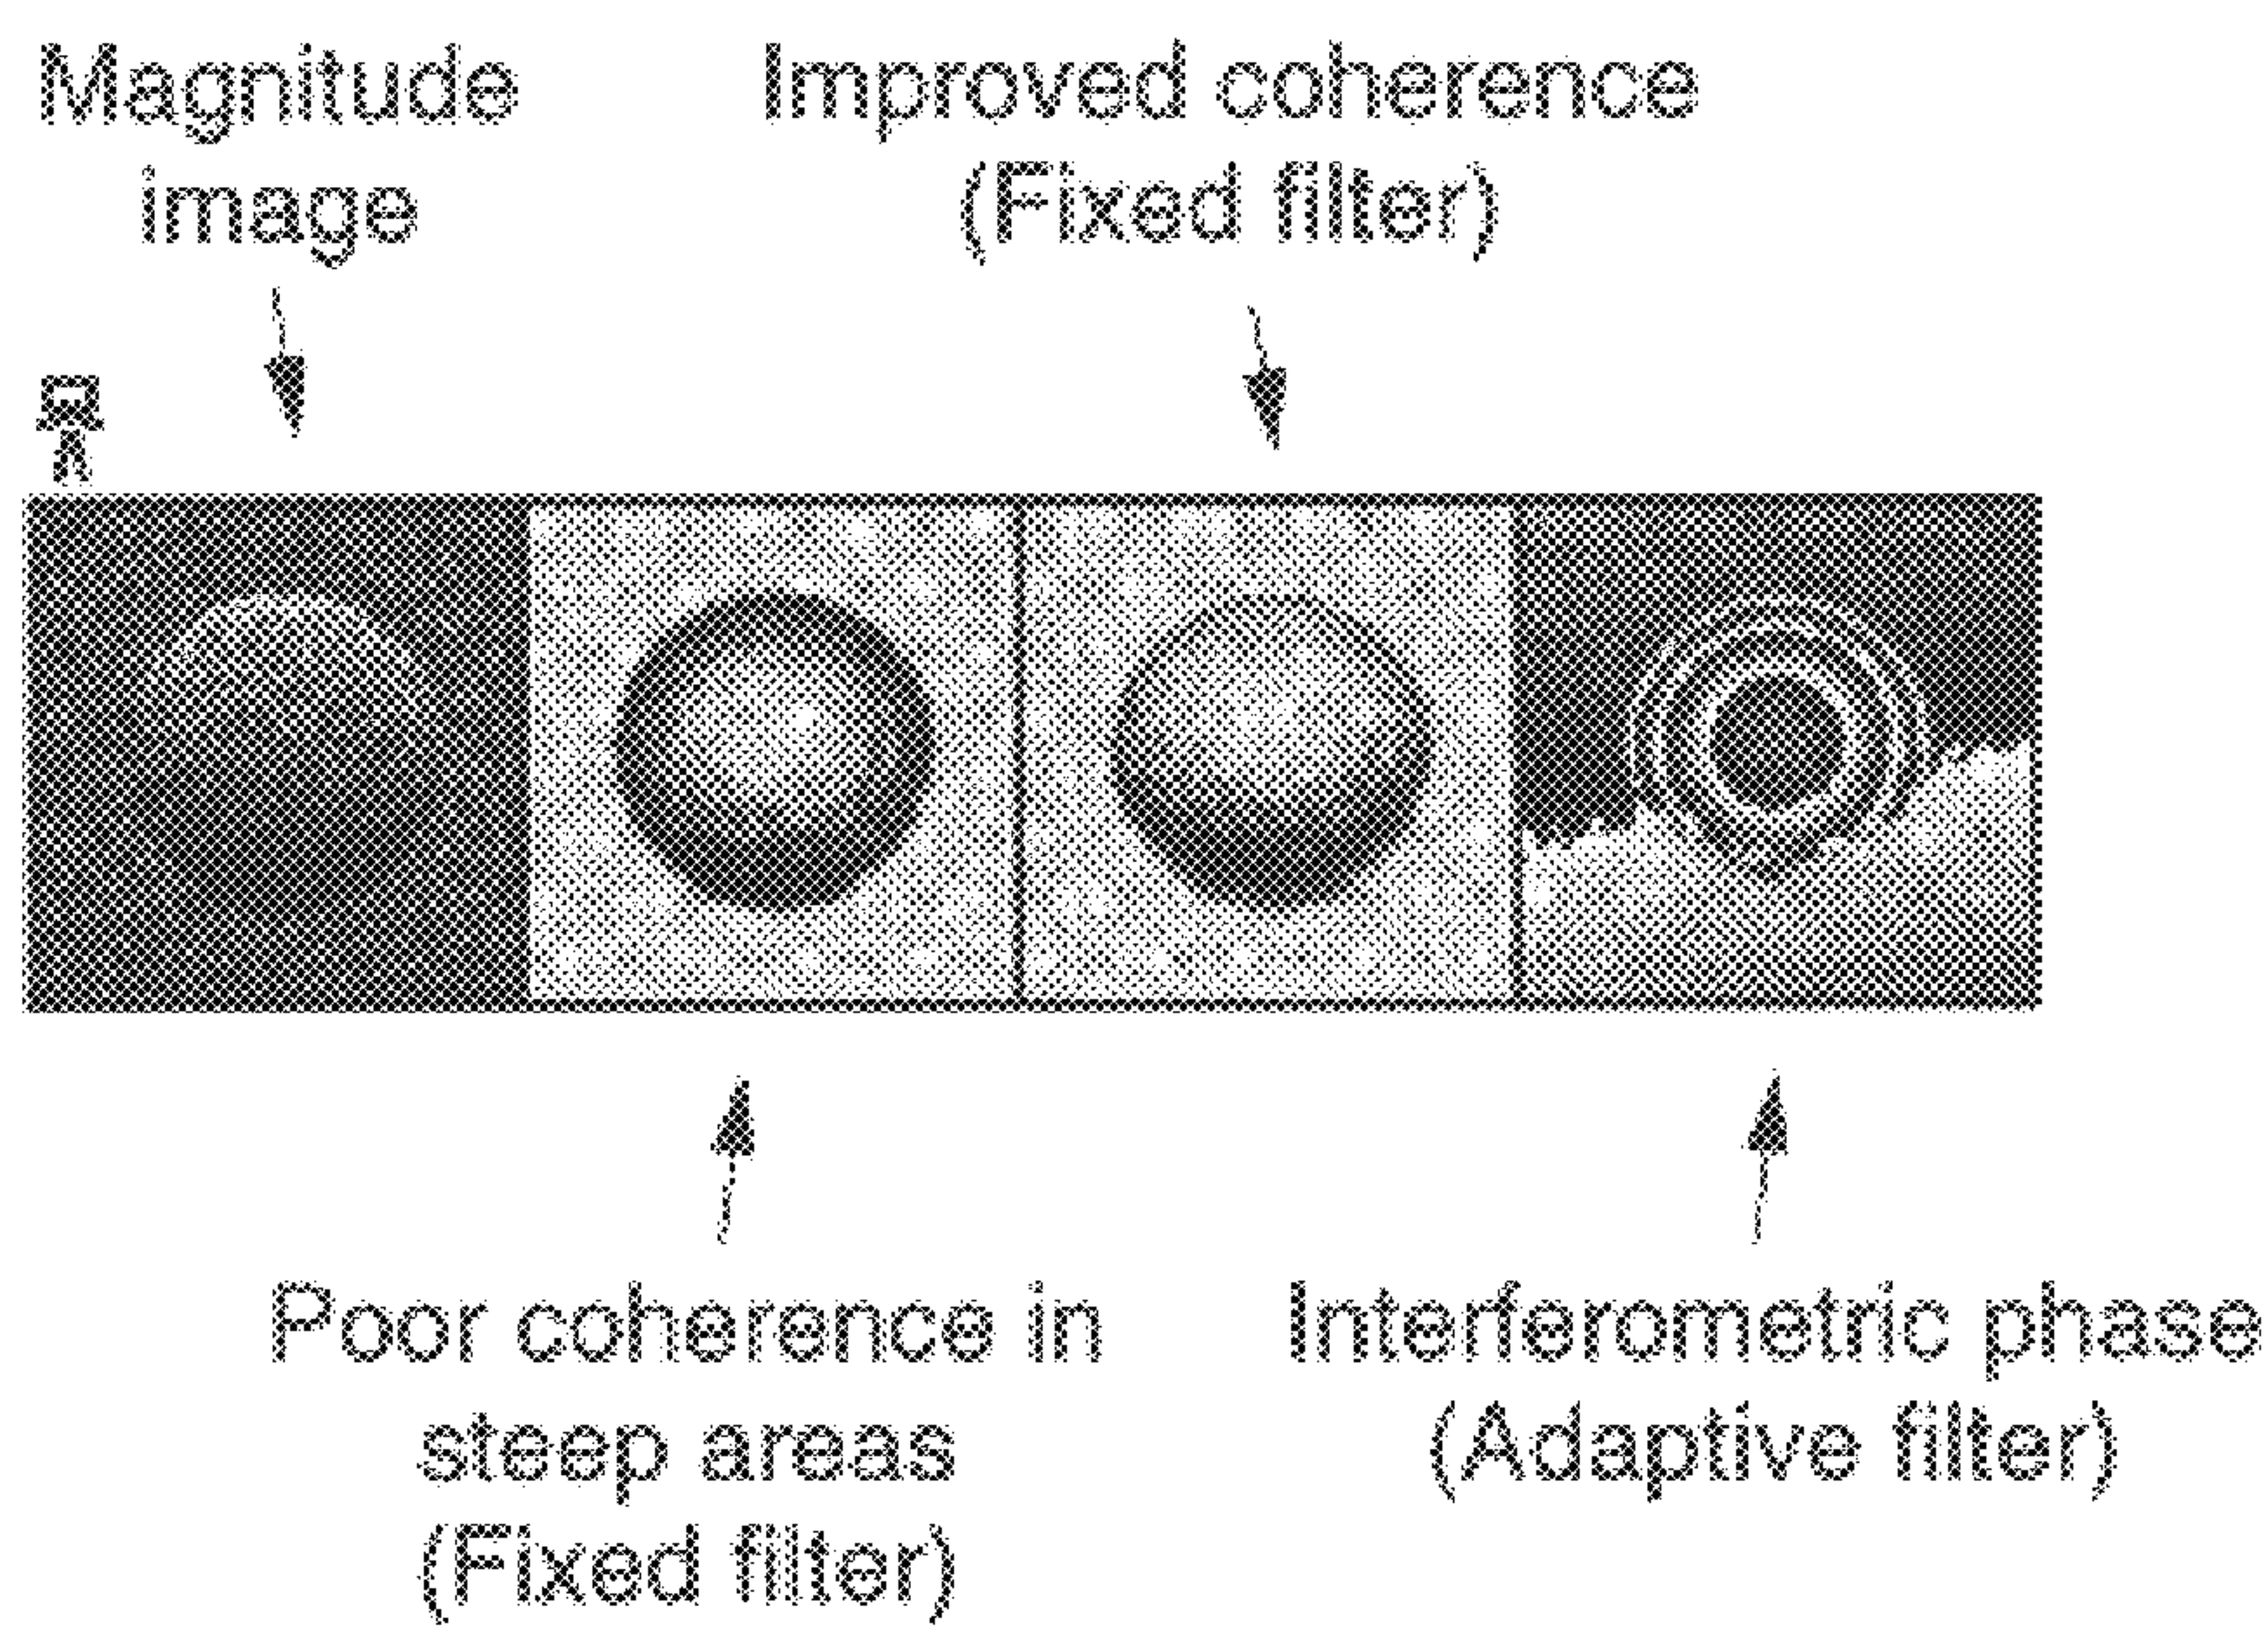 Magnitude
image
Improved coherence
(Fixed filter)
Poor coherence in
steep areas
(Fixed filter)
Interferometric phase
(Adaptive filter)